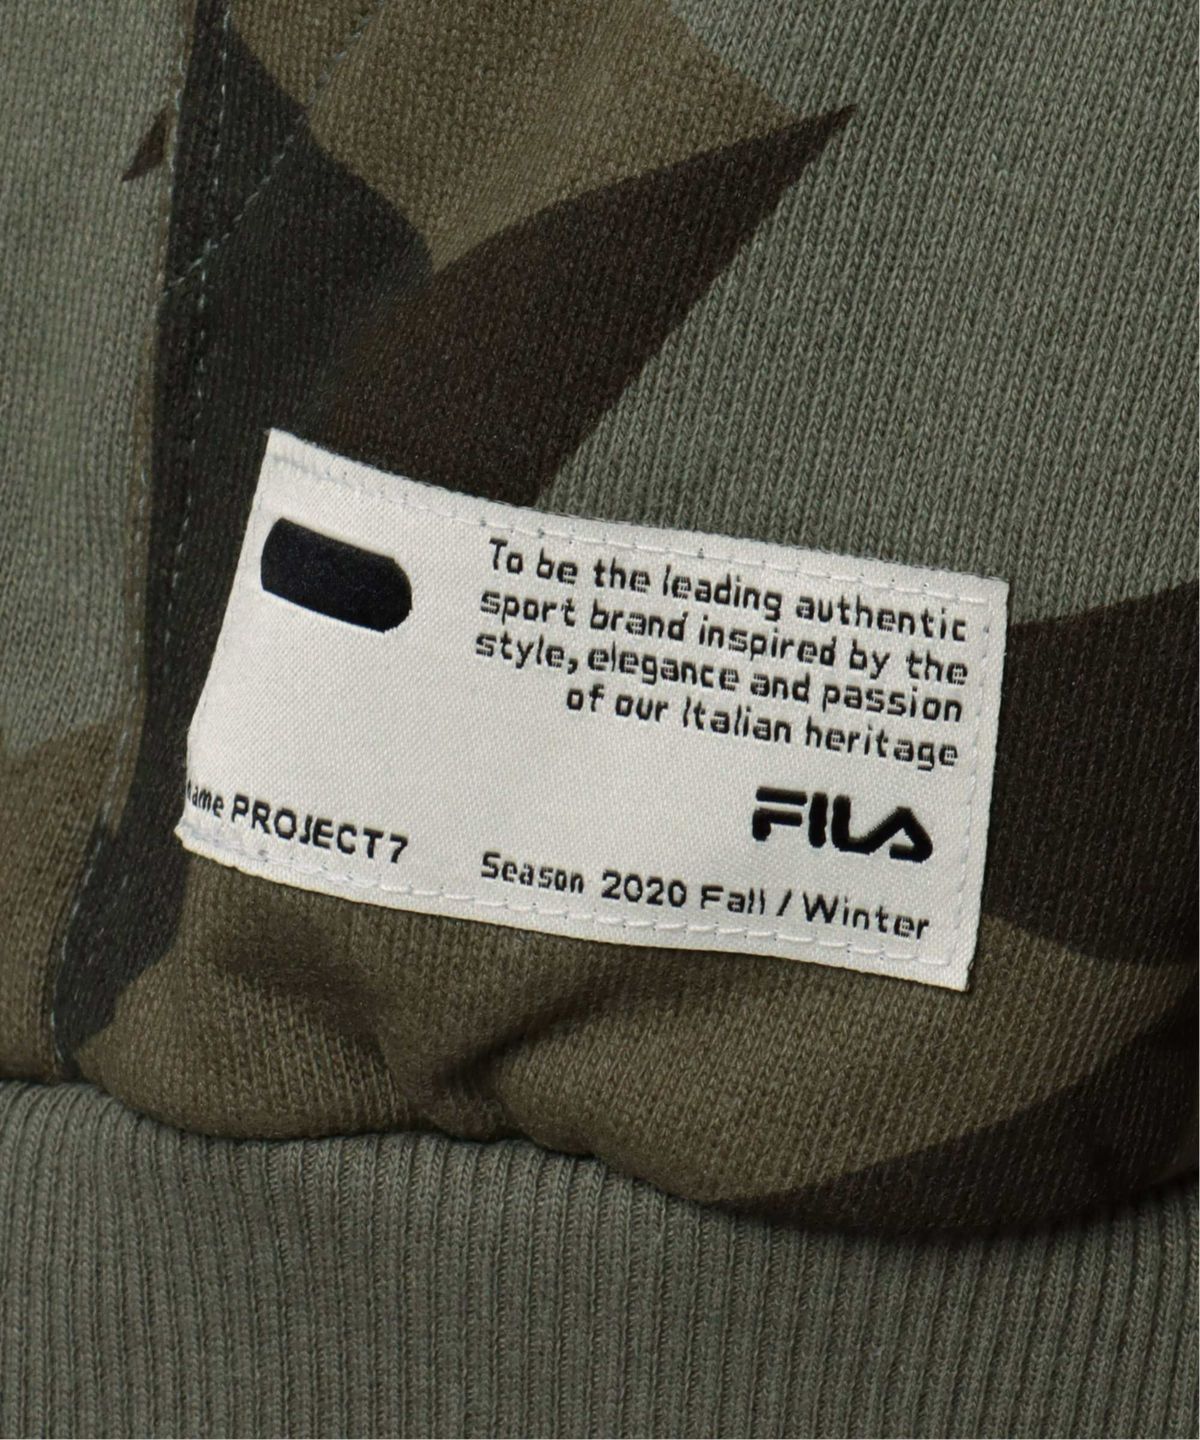 To be the leading authentic
sport brand inspired by the
style, elegance and passion
of our Italian heritage
FILA
name PROJECT7
Season 2020 Fall / Winter